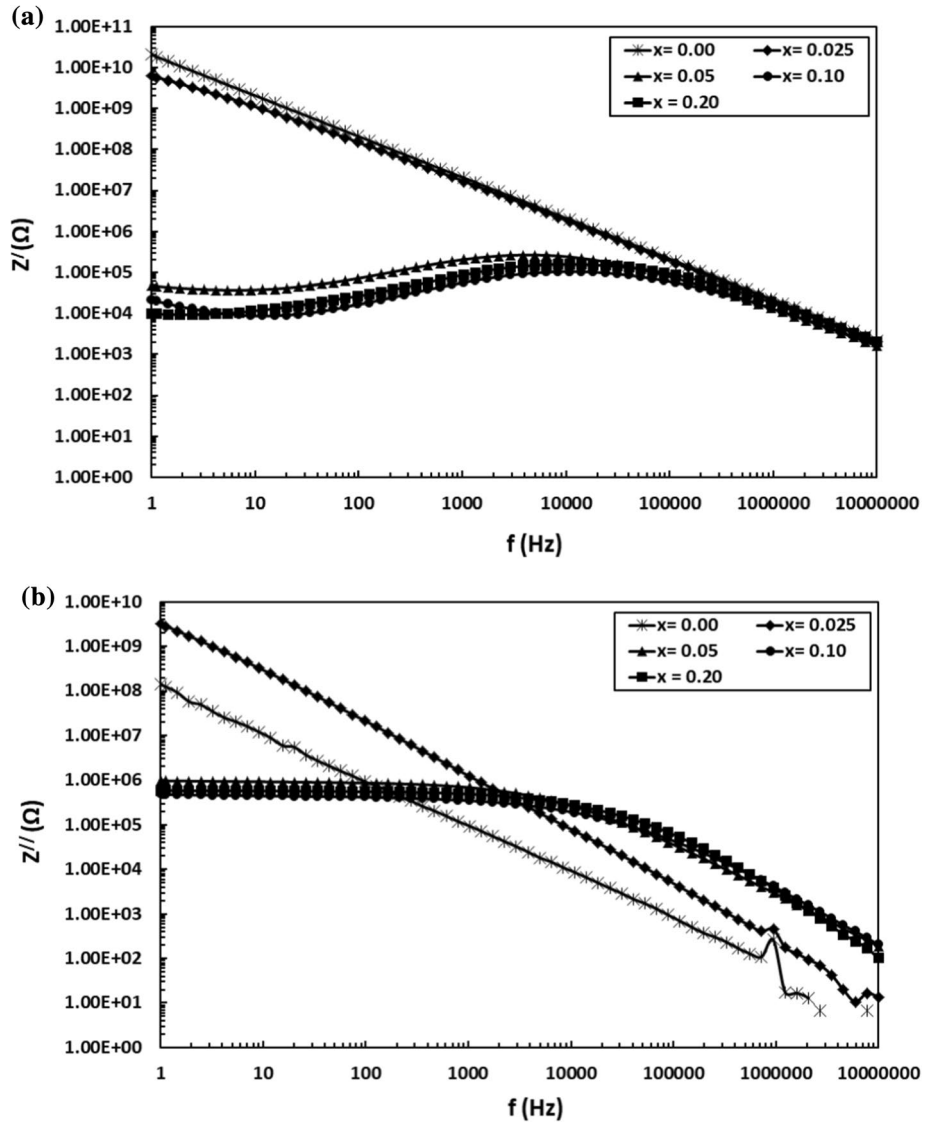 (a)
1.00E+11
1.00E+10
1.00E+09
1.00E+08
1.00E+07
1.00E+06
1.00E+05
1.00E+04
1.00E+03
1.00E+02
1.00E+01
1.00E+00
Z/(Ω)
x= 0.00
x= 0.025
x= 0.05
x= 0.10
x = 0.20
1 10 100 1000 10000 100000 1000000 10000000
f (Hz)
(b)
1.00E+10
1.00E+09
1.00E+08
1.00E+07
1.00E+06
1.00E+05
1.00E+04
1.00E+03
1.00E+02
1.00E+01
1.00E+00
Z//(Ω)
x= 0.00
x= 0.025
x= 0.05
x= 0.10
x = 0.20
1 10 100 1000 10000 100000 1000000 10000000
f (Hz)